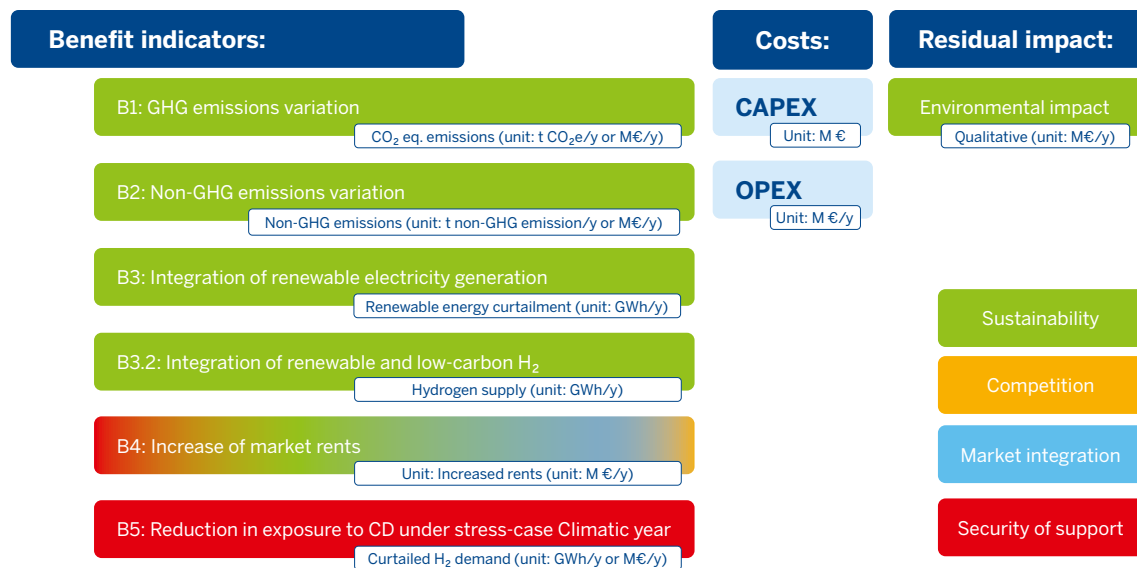 Benefit indicators:
Costs:
Residual impact:
B1: GHG emissions variation
CO₂ eq. emissions (unit: t CO₂e/y or M€/y)
CAPEX
Unit: M €
Environmental impact
Qualitative (unit: M€/y)
B2: Non-GHG emissions variation
Non-GHG emissions (unit: t non-GHG emission/y or M€/y)
OPEX
Unit: M €/y
B3: Integration of renewable electricity generation
Renewable energy curtailment (unit: GWh/y)
B3.2: Integration of renewable and low-carbon H₂
Hydrogen supply (unit: GWh/y)
B4: Increase of market rents
Unit: Increased rents (unit: M €/y)
B5: Reduction in exposure to CD under stress-case Climatic year
Curtailed H₂ demand (unit: GWh/y or M€/y)
Sustainability
Competition
Market integration
Security of support